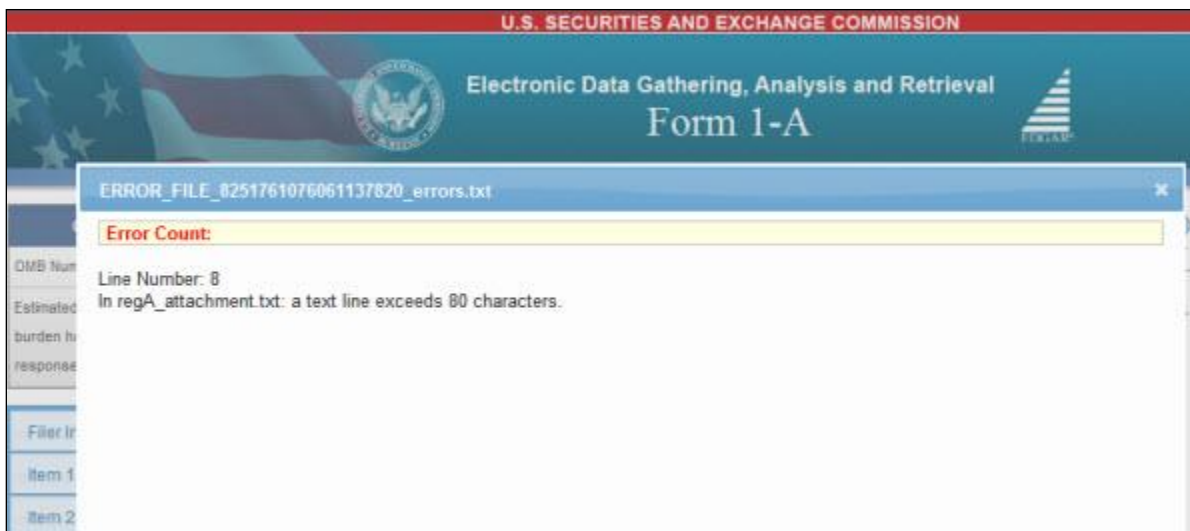 U.S. SECURITIES AND EXCHANGE COMMISSION
Electronic Data Gathering, Analysis and Retrieval
Form 1-A
ERROR_FILE_8251761076061137820_errors.txt
Error Count:
Line Number: 8
In regA_attachment.txt: a text line exceeds 80 characters.
OMB Num
Estimated
burden h
response
Filer In
Item 1
Item 2